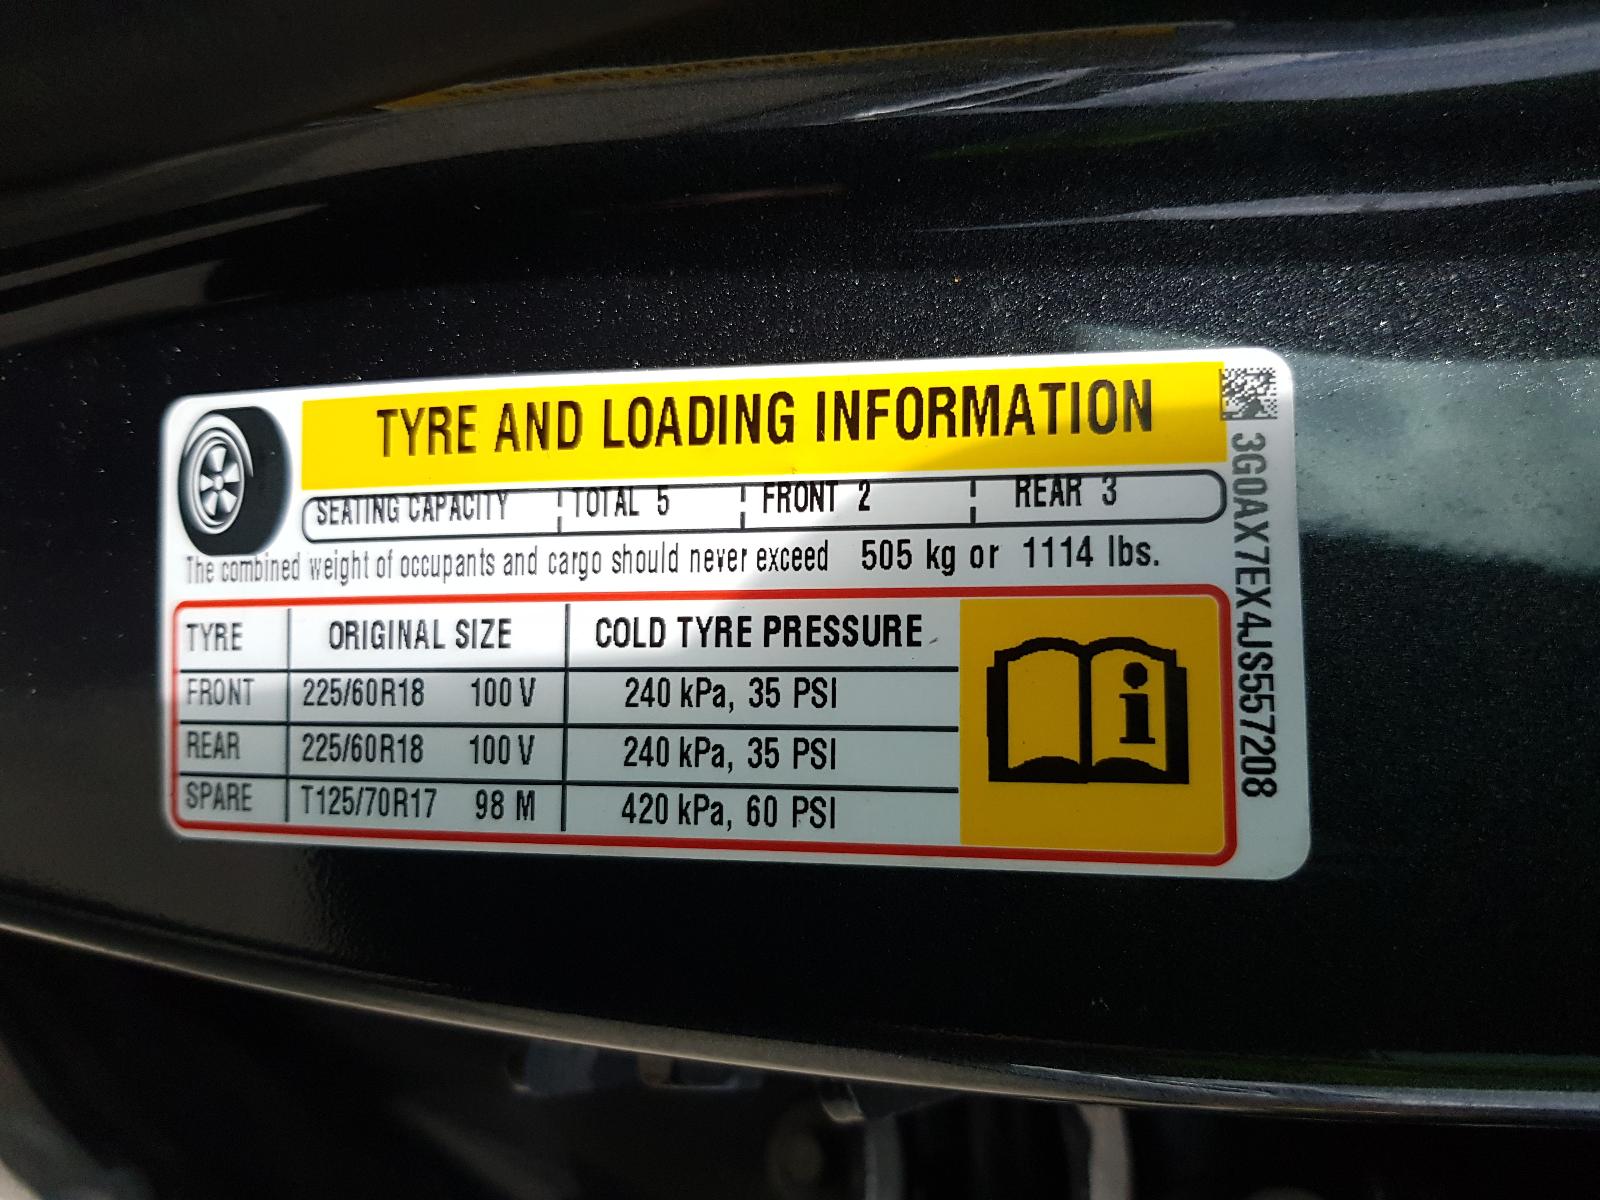 TYRE AND LOADING INFORMATION
SEATING CAPACITY TOTAL 5 FRONT 2 REAR 3
The combined weight of occupants and cargo should never exceed 505 kg or 1114 lbs.
TYRE ORIGINAL SIZE COLD TYRE PRESSURE
FRONT 225/60R18 100 V 240 kPa, 35 PSI
REAR 225/60R18 100 V 240 kPa, 35 PSI
SPARE T125/70R17 98 M 420 kPa, 60 PSI
i
3G0AX7EX4JS557208